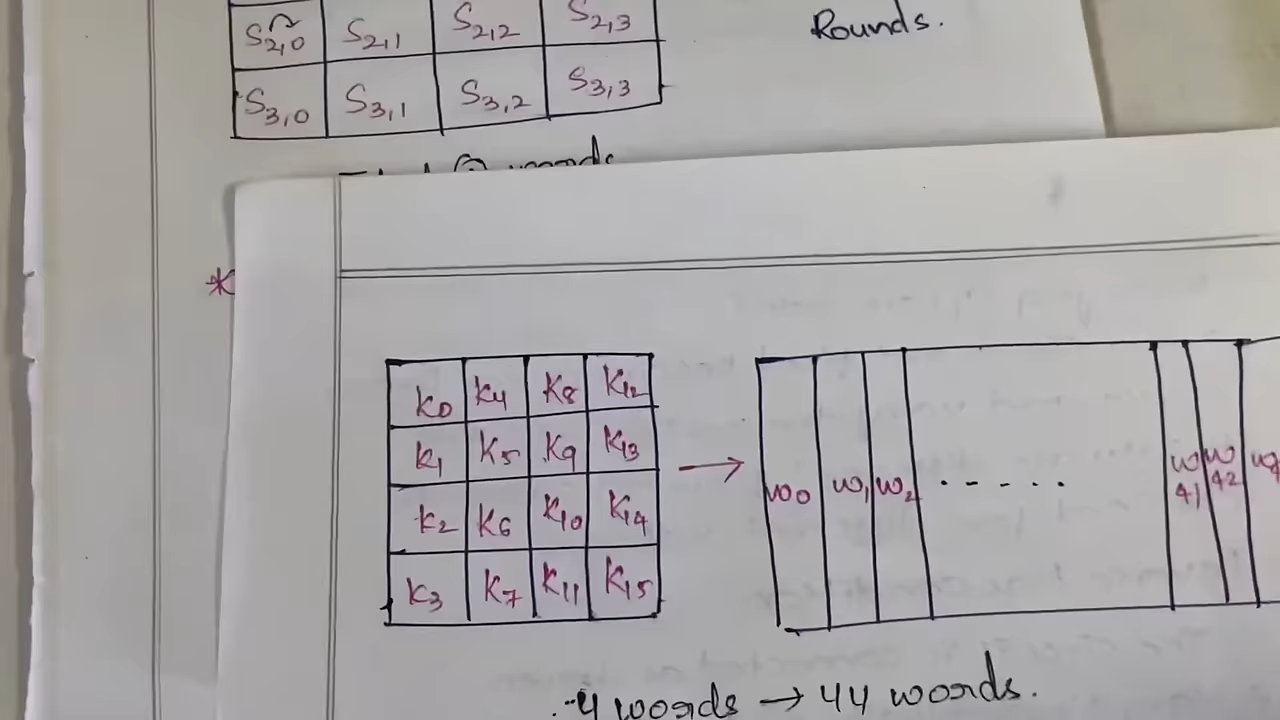 S2,0 S2,1 S2,2 S2,3
Rounds.
S3,0 S3,1 S3,2 S3,3
words
*
K0 K4 K8 K12
K1 K5 K9 K13
K2 K6 K10 K14
K3 K7 K11 K15
w0 w1 w2 ...... w41 w42
4 words → 44 words.